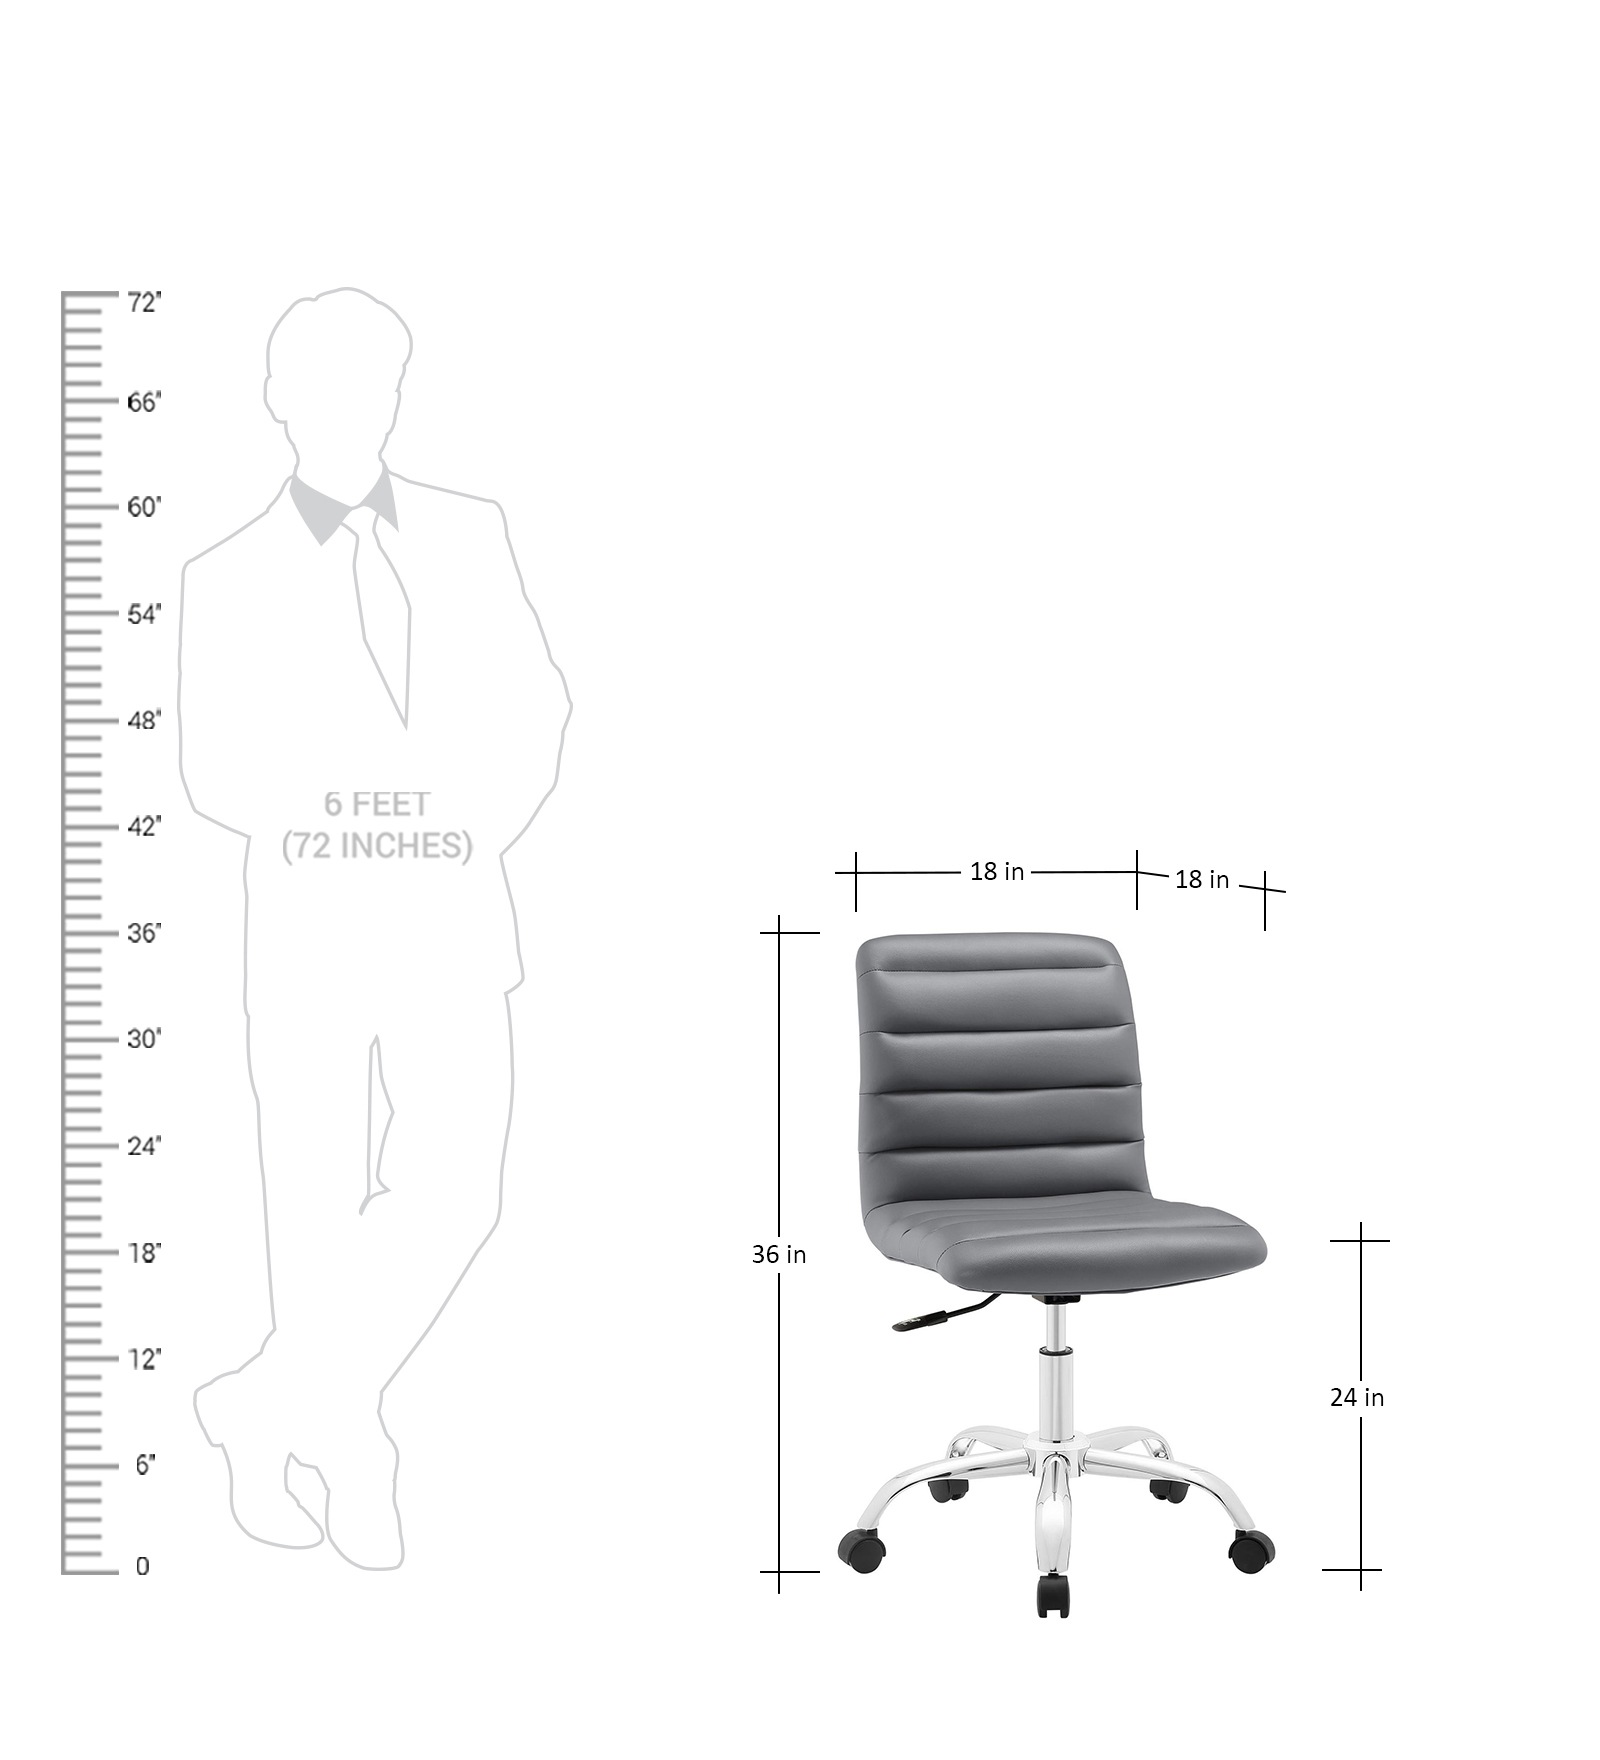 72"
66"
60"
54"
48"
6 FEET
(72 INCHES)
42"
36"
30"
24"
18"
12"
6"
0
18 in
18 in
36 in
24 in